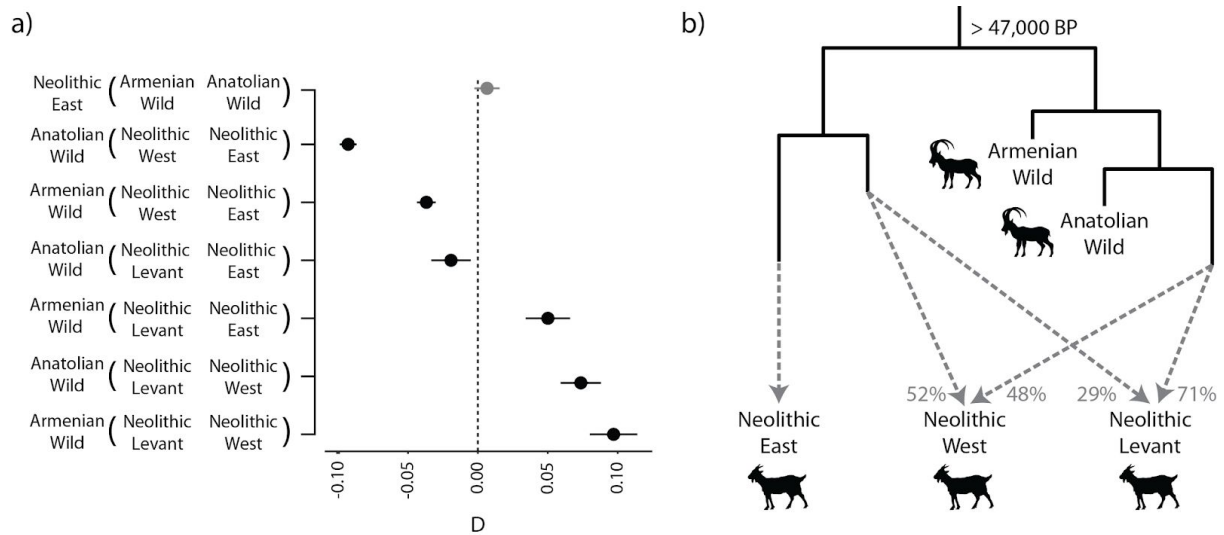 a)
Neolithic East ( Armenian Wild Anatolian Wild )
Anatolian Wild ( Neolithic West Neolithic East )
Armenian Wild ( Neolithic West Neolithic East )
Anatolian Wild ( Neolithic Levant Neolithic East )
Armenian Wild ( Neolithic Levant Neolithic East )
Anatolian Wild ( Neolithic Levant Neolithic West )
Armenian Wild ( Neolithic Levant Neolithic West )
-0.10 -0.05 0.00 0.05 0.10
D
b)
> 47,000 BP
Armenian
Wild
Anatolian
Wild
52% 48% 29% 71%
Neolithic
East
Neolithic
West
Neolithic
Levant